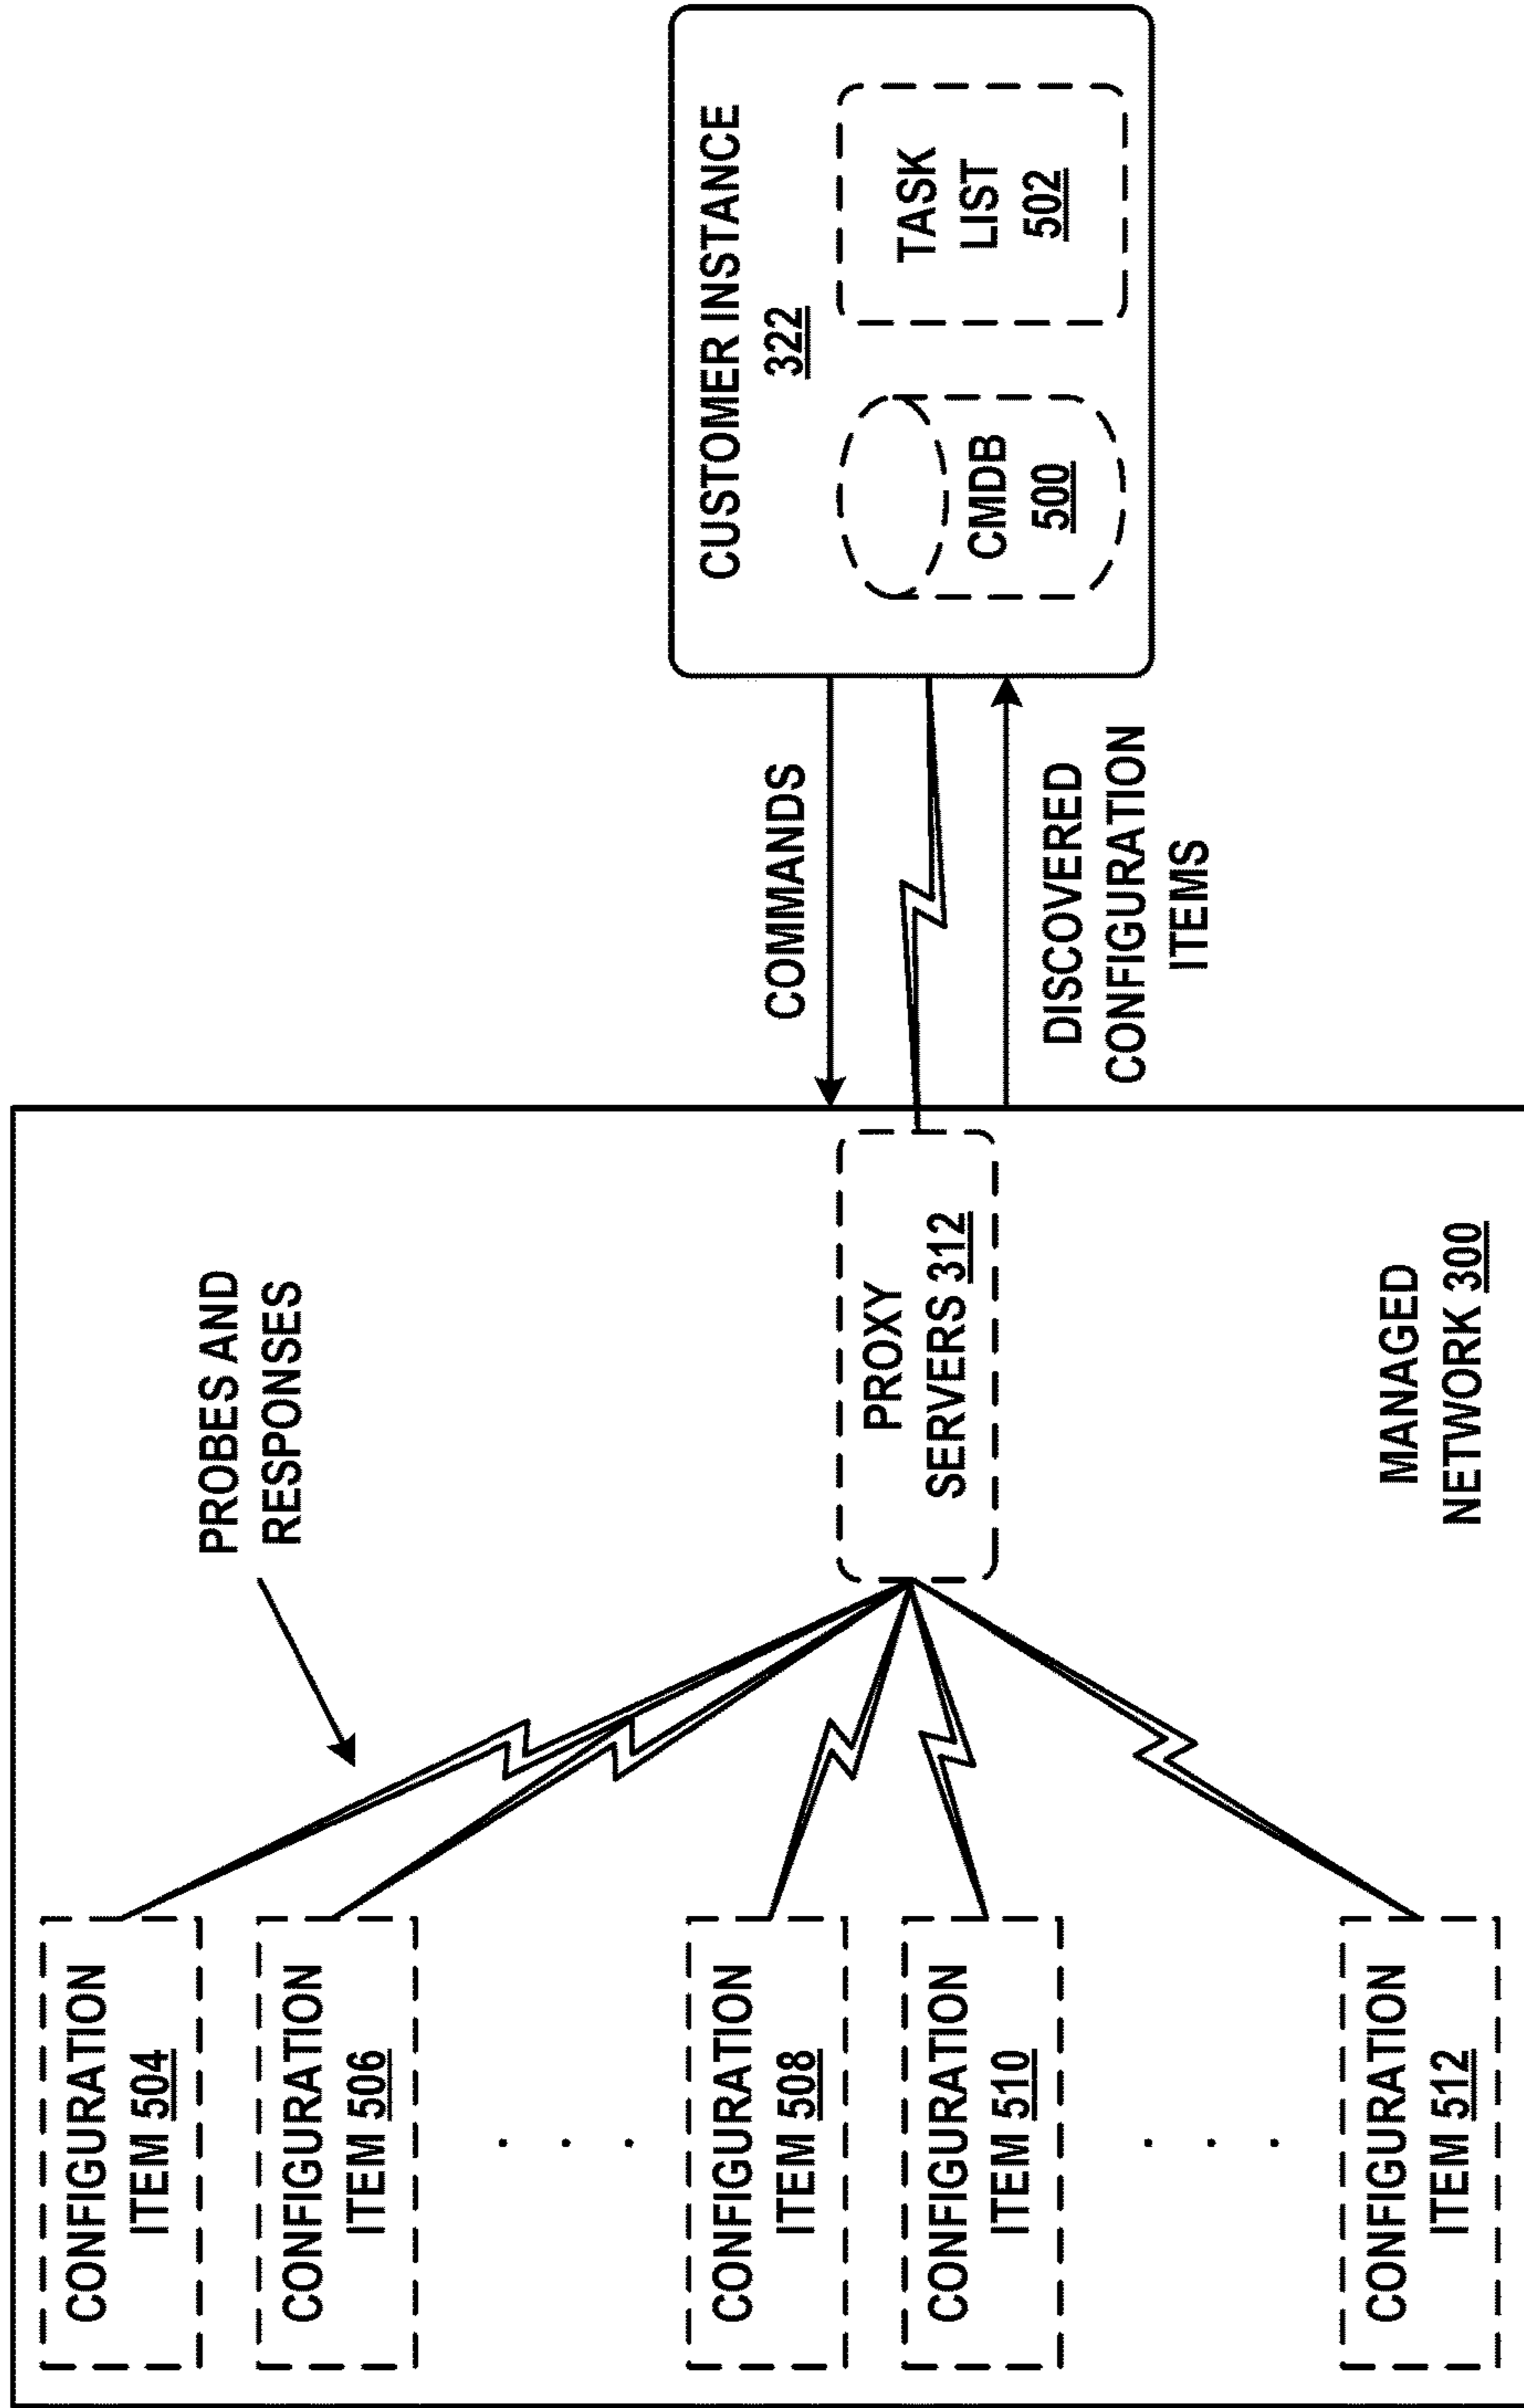 CONFIGURATION
ITEM 504
CONFIGURATION
ITEM 506
. . .
CONFIGURATION
ITEM 508
CONFIGURATION
ITEM 510
. . .
CONFIGURATION
ITEM 512
PROBES AND
RESPONSES
PROXY
SERVERS 312
MANAGED
NETWORK 300
COMMANDS
DISCOVERED
CONFIGURATION
ITEMS
CUSTOMER INSTANCE
322
CMDB
500
TASK
LIST
502